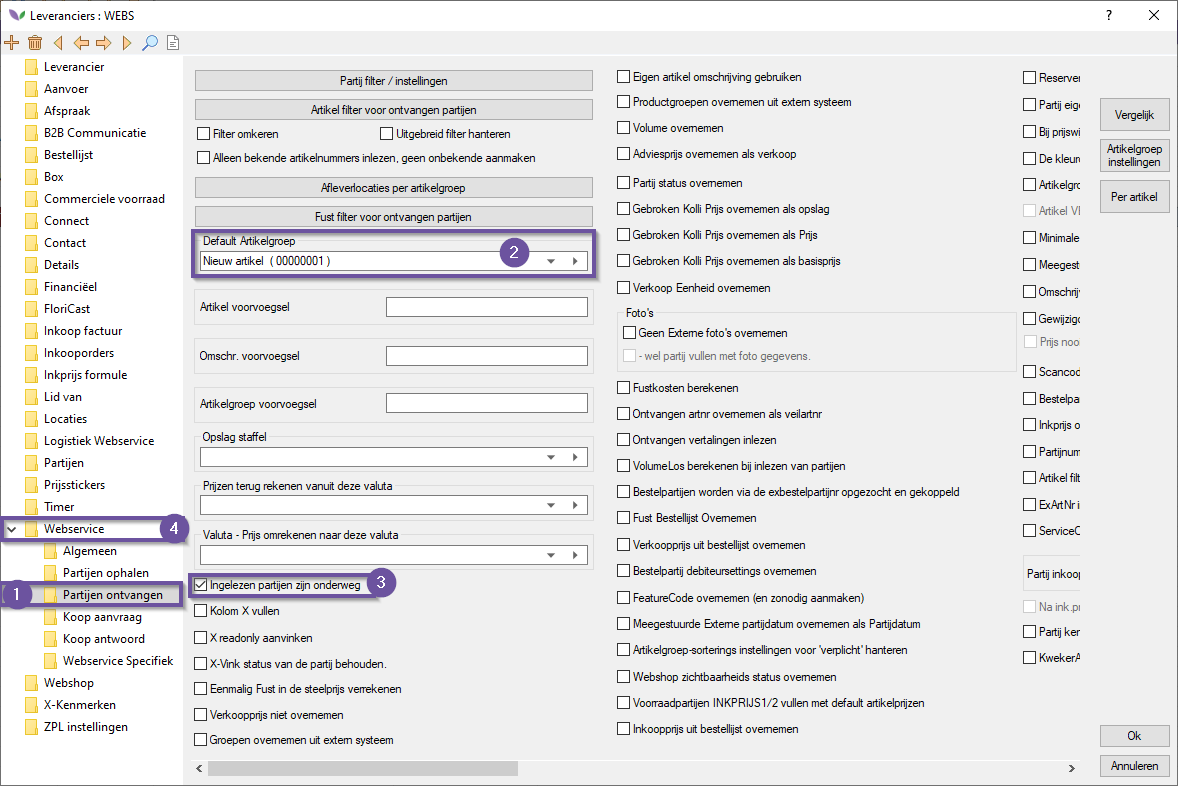 Leveranciers : WEBS
?
Leverancier
Aanvoer
Afspraak
B2B Communicatie
Bestellijst
Box
Commerciele voorraad
Connect
Contact
Details
Financiëel
FloriCast
Inkoop factuur
Inkooporders
Inkprijs formule
Lid van
Locaties
Logistiek Webservice
Partijen
Prijsstickers
Timer
Webservice
4
Algemeen
Partijen ophalen
1
Partijen ontvangen
Koop aanvraag
Koop antwoord
Webservice Specifiek
Webshop
X-Kenmerken
ZPL instellingen
Partij filter / instellingen
Artikel filter voor ontvangen partijen
Filter omkeren
Uitgebreid filter hanteren
Alleen bekende artikelnummers inlezen, geen onbekende aanmaken
Afleverlocaties per artikelgroep
Fust filter voor ontvangen partijen
Default Artikelgroep
Nieuw artikel ( 00000001 )
2
Artikel voorvoegsel
Omschr. voorvoegsel
Artikelgroep voorvoegsel
Opslag staffel
Prijzen terug rekenen vanuit deze valuta
Valuta - Prijs omrekenen naar deze valuta
Ingelezen partijen zijn onderweg
3
Kolom X vullen
X readonly aanvinken
X-Vink status van de partij behouden.
Eenmalig Fust in de steelprijs verrekenen
Verkoopprijs niet overnemen
Groepen overnemen uit extern systeem
Eigen artikel omschrijving gebruiken
Productgroepen overnemen uit extern systeem
Volume overnemen
Adviesprijs overnemen als verkoop
Partij status overnemen
Gebroken Kolli Prijs overnemen als opslag
Gebroken Kolli Prijs overnemen als Prijs
Gebroken Kolli Prijs overnemen als basisprijs
Verkoop Eenheid overnemen
Foto's
Geen Externe foto's overnemen
- wel partij vullen met foto gegevens.
Fustkosten berekenen
Ontvangen artnr overnemen als veilartnr
Ontvangen vertalingen inlezen
VolumeLos berekenen bij inlezen van partijen
Bestelpartijen worden via de exbestelpartijnr opgezocht en gekoppeld
Fust Bestellijst Overnemen
Verkoopprijs uit bestellijst overnemen
Bestelpartij debiteursettings overnemen
FeatureCode overnemen (en zonodig aanmaken)
Meegestuurde Externe partijdatum overnemen als Partijdatum
Artikelgroep-sorterings instellingen voor 'verplicht' hanteren
Webshop zichtbaarheids status overnemen
Voorraadpartijen INKPRIJS1/2 vullen met default artikelprijzen
Inkoopprijs uit bestellijst overnemen
Reserver
Partij eige
Bij prijswi
De kleure
Artikelgro
Artikel VE
Minimale
Meegest
Omschrijv
Gewijzigd
Prijs noor
Scancod
Bestelpa
Inkprijs o
Partijnum
Artikel filt
ExArtNr i
ServiceC
Partij inkoop
Na ink.pr
Partij ker
KwekerA
Vergelijk
Artikelgroep
instellingen
Per artikel
Ok
Annuleren